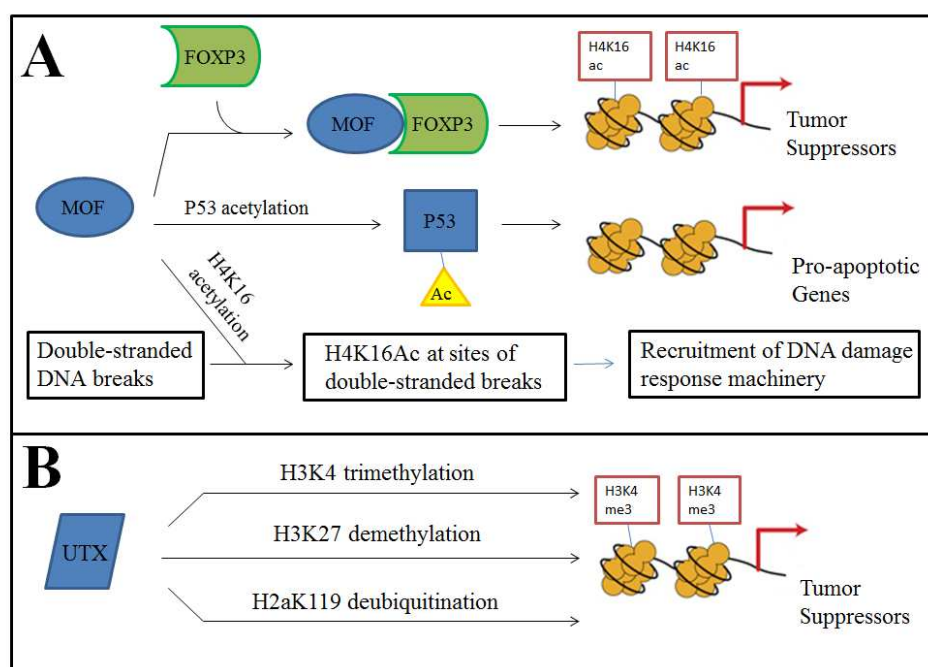 A
FOXP3
MOF
FOXP3
H4K16
ac
H4K16
ac
Tumor
Suppressors
MOF
P53 acetylation
P53
Ac
Pro-apoptotic
Genes
H4K16
acetylation
Double-stranded
DNA breaks
H4K16Ac at sites of
double-stranded breaks
Recruitment of DNA damage
response machinery
B
UTX
H3K4 trimethylation
H3K27 demethylation
H2aK119 deubiquitination
H3K4
me3
H3K4
me3
Tumor
Suppressors